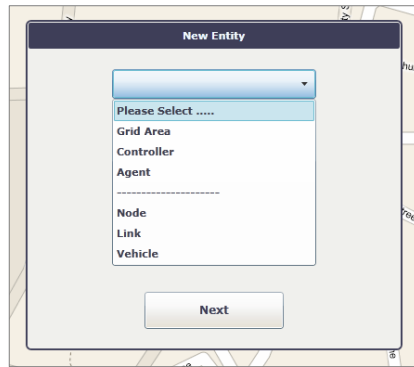 New Entity
Please Select .....
Grid Area
Controller
Agent
---------------------
Node
Link
Vehicle
Next